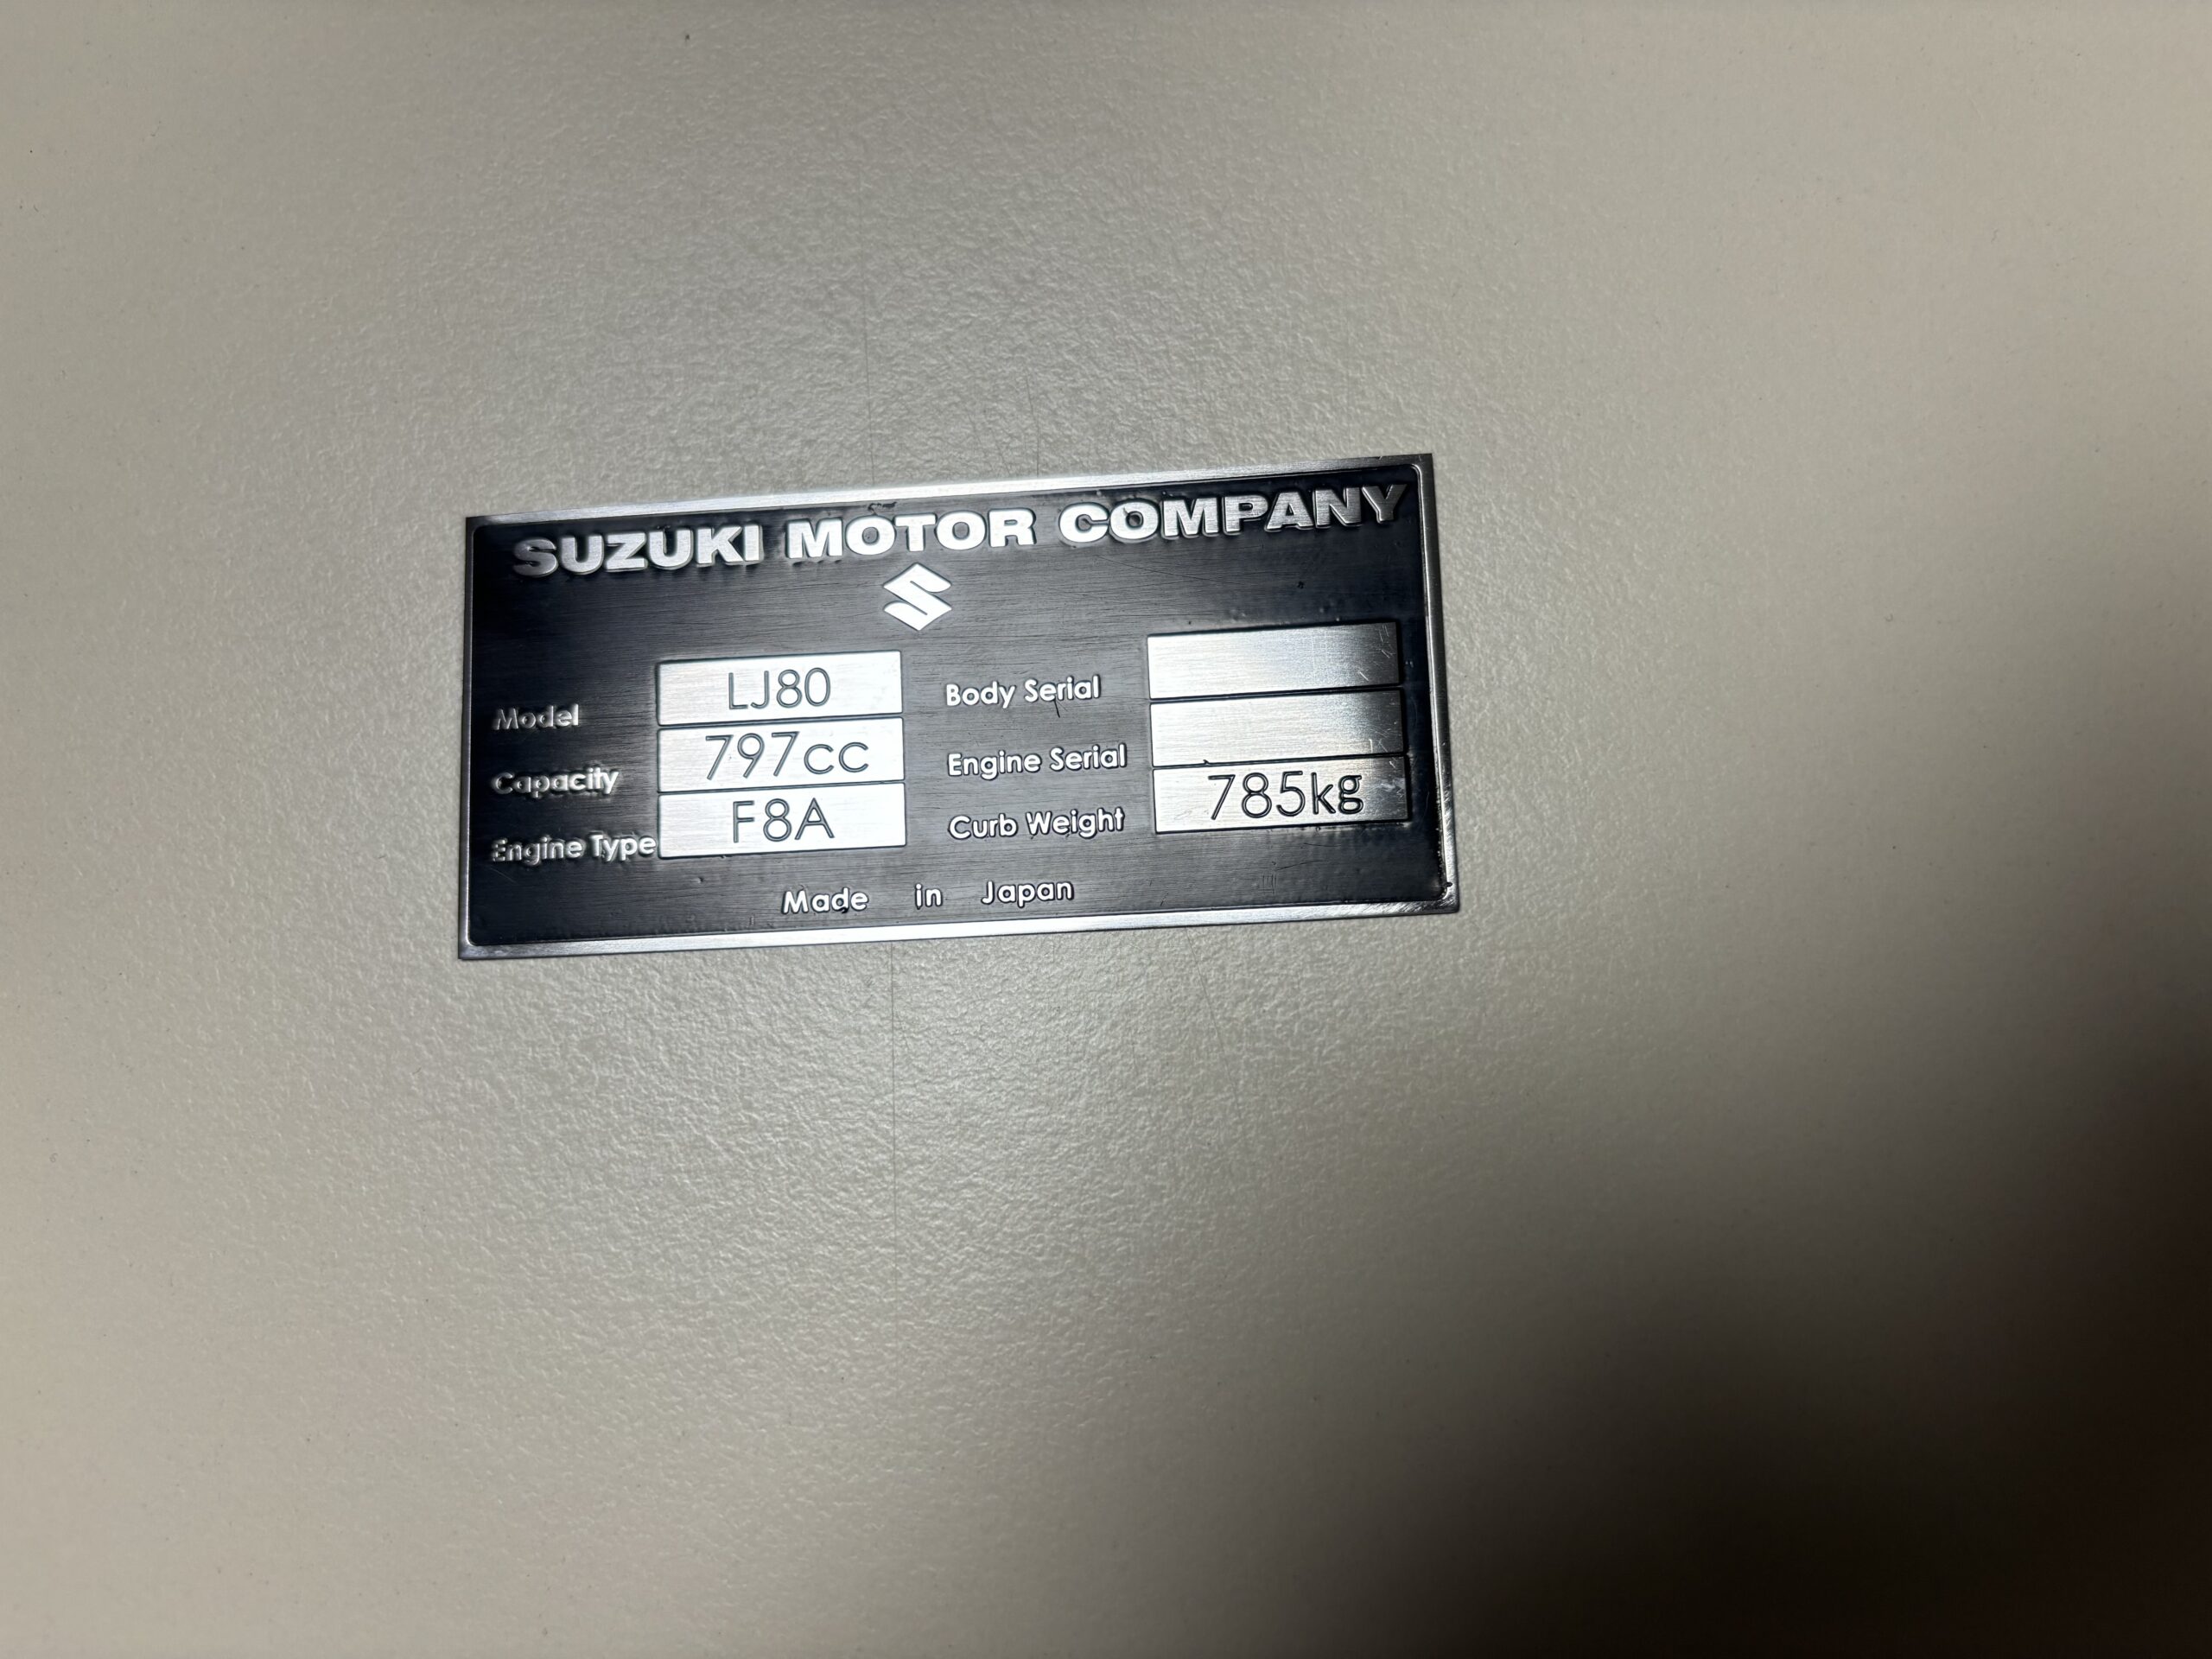 SUZUKI MOTOR COMPANY
Model LJ80 Body Serial
Capacity 797cc Engine Serial
Engine Type F8A Curb Weight 785kg
Made in Japan